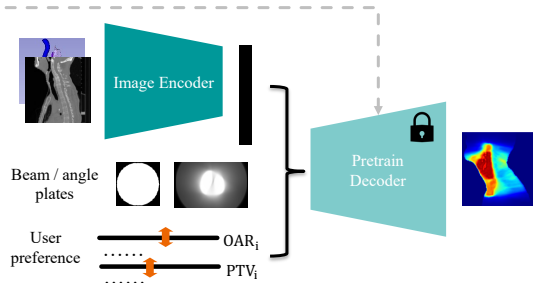 Image Encoder
Pretrain
Decoder
Beam / angle
plates
User
preference
OARᵢ
......
PTVᵢ
......